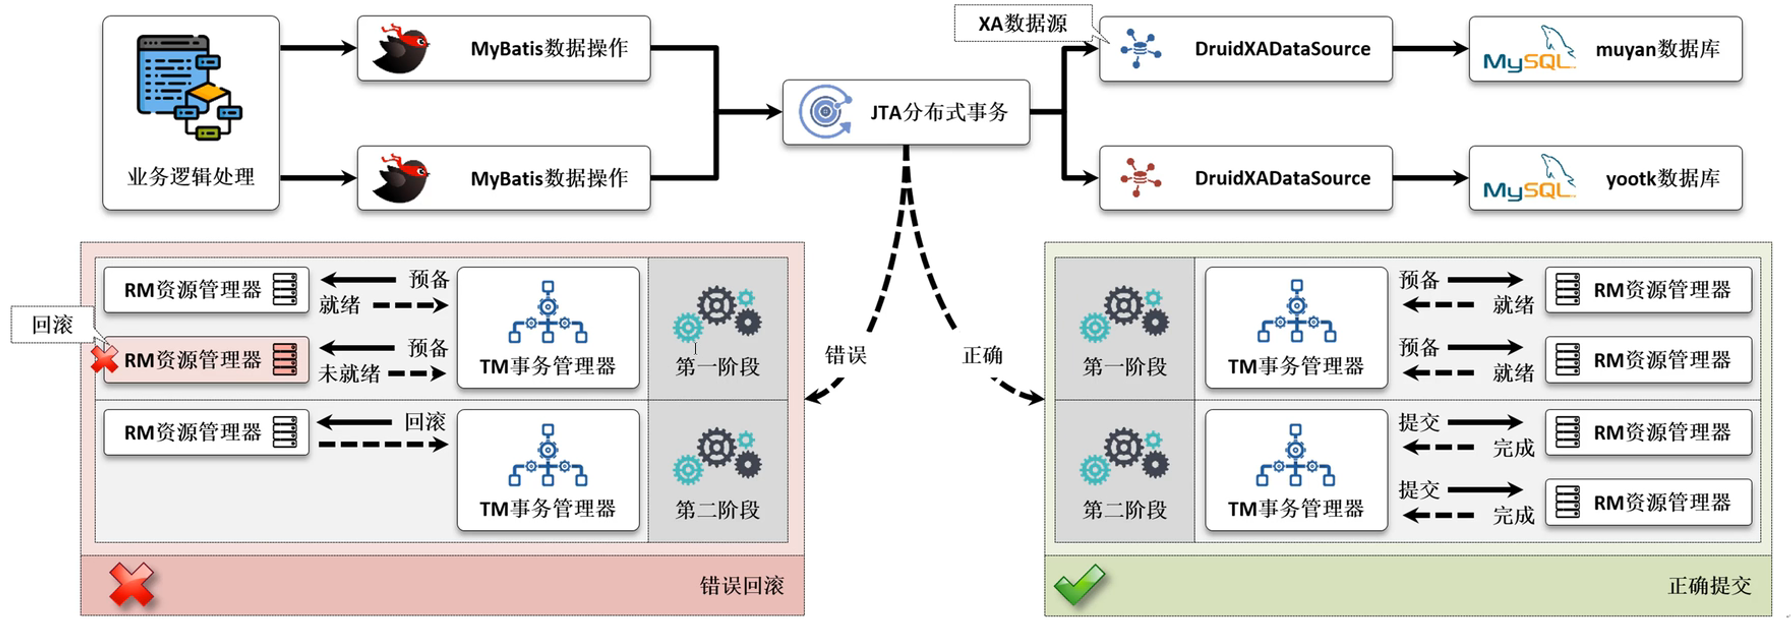 业务逻辑处理
MyBatis数据操作
MyBatis数据操作
JTA分布式事务
XA数据源
DruidXADataSource
MySQL
muyan数据库
DruidXADataSource
MySQL
yootk数据库
错误
正确
RM资源管理器
预备
就绪
回滚
RM资源管理器
预备
未就绪
TM事务管理器
第一阶段
RM资源管理器
回滚
TM事务管理器
第二阶段
错误回滚
第一阶段
TM事务管理器
预备
就绪
RM资源管理器
预备
就绪
RM资源管理器
第二阶段
TM事务管理器
提交
完成
RM资源管理器
提交
完成
RM资源管理器
正确提交